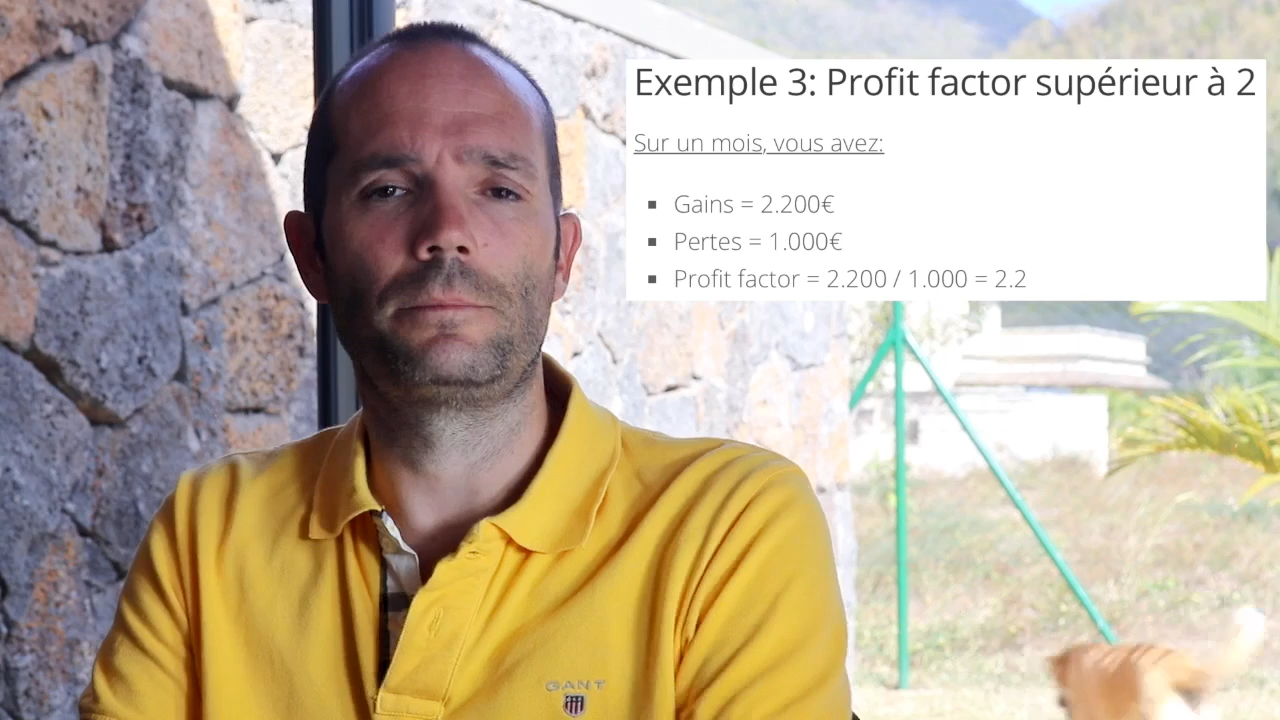 Exemple 3: Profit factor supérieur à 2
Sur un mois, vous avez:
▪ Gains = 2.200€
▪ Pertes = 1.000€
▪ Profit factor = 2.200 / 1.000 = 2.2
GANT